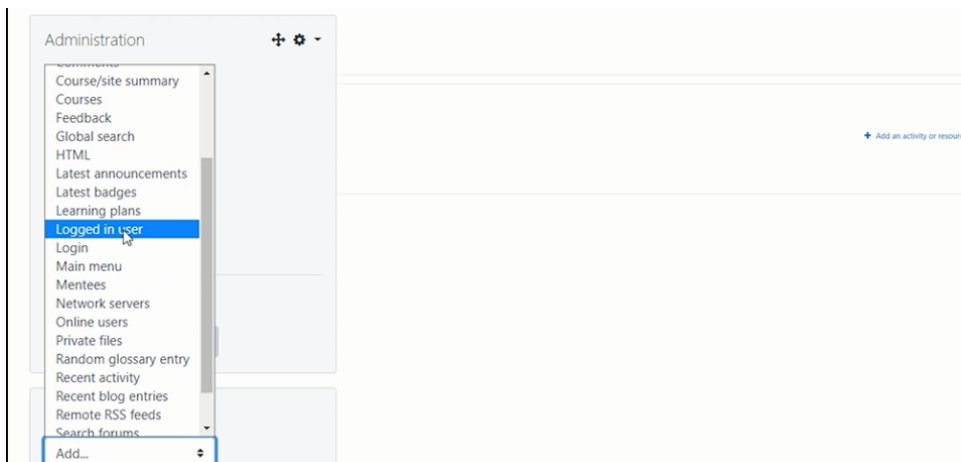 Administration
Comments
Course/site summary
Courses
Feedback
Global search
HTML
Latest announcements
Latest badges
Learning plans
Logged in user
Login
Main menu
Mentees
Network servers
Online users
Private files
Random glossary entry
Recent activity
Recent blog entries
Remote RSS feeds
Search forums
Add...
Add an activity or resour